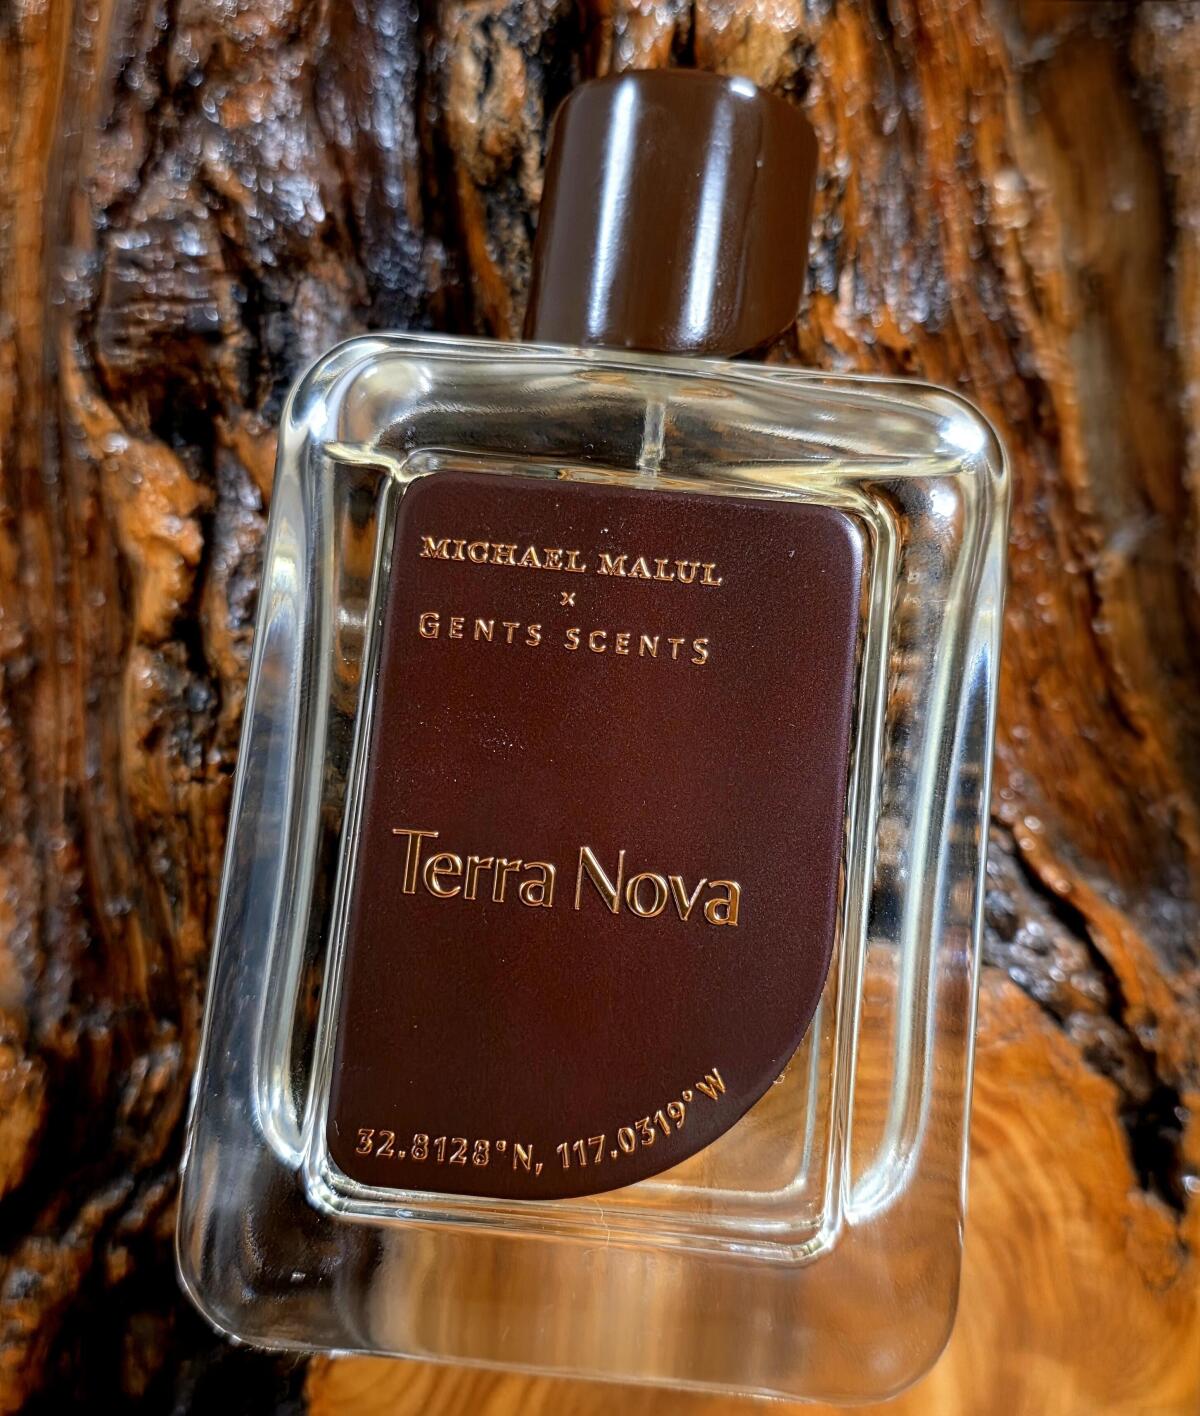 MICHAEL MALUL
x
GENTS SCENTS
Terra Nova
32.8128°N, 117.0319°W